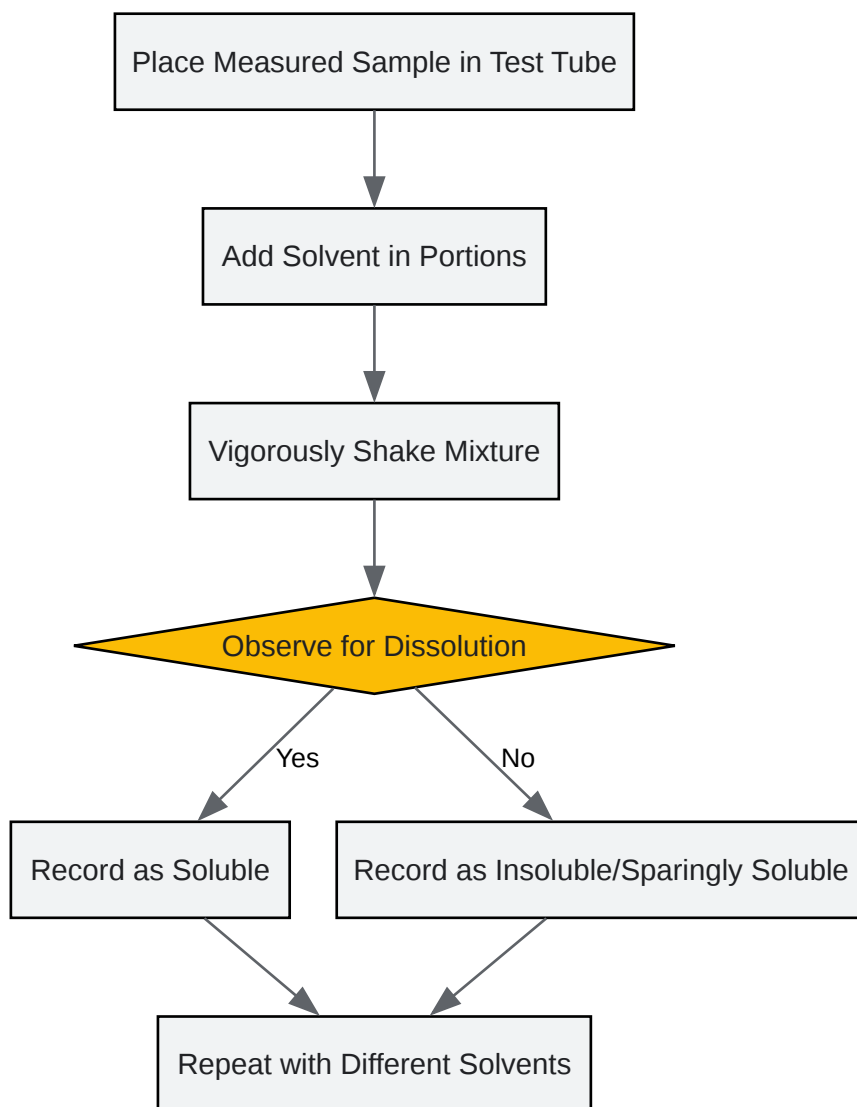 Place Measured Sample in Test Tube
Add Solvent in Portions
Vigorously Shake Mixture
Observe for Dissolution
Yes
No
Record as Soluble
Record as Insoluble/Sparingly Soluble
Repeat with Different Solvents